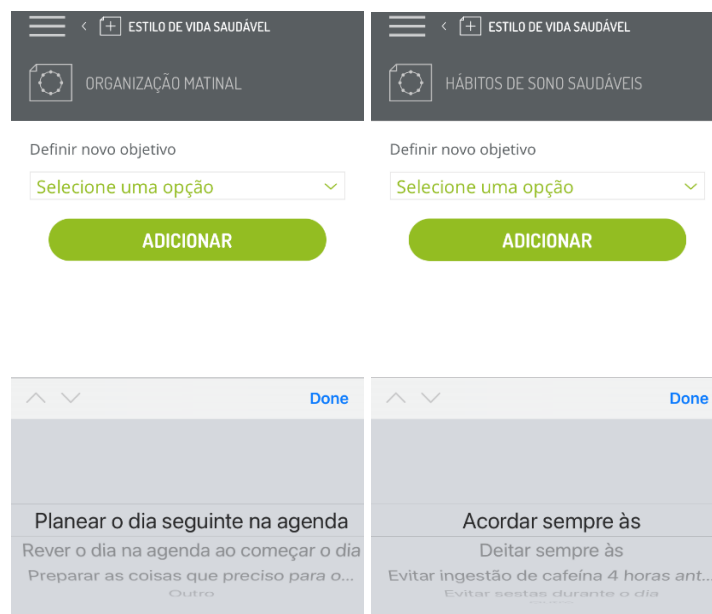 ESTILO DE VIDA SAUDÁVEL
ORGANIZAÇÃO MATINAL
Definir novo objetivo
Selecione uma opção
ADICIONAR
Done
Planear o dia seguinte na agenda
Rever o dia na agenda ao começar o dia
Preparar as coisas que preciso para o...
Outro
ESTILO DE VIDA SAUDÁVEL
HÁBITOS DE SONO SAUDÁVEIS
Definir novo objetivo
Selecione uma opção
ADICIONAR
Done
Acordar sempre às
Deitar sempre às
Evitar ingestão de cafeína 4 horas ant...
Evitar sestas durante o dia